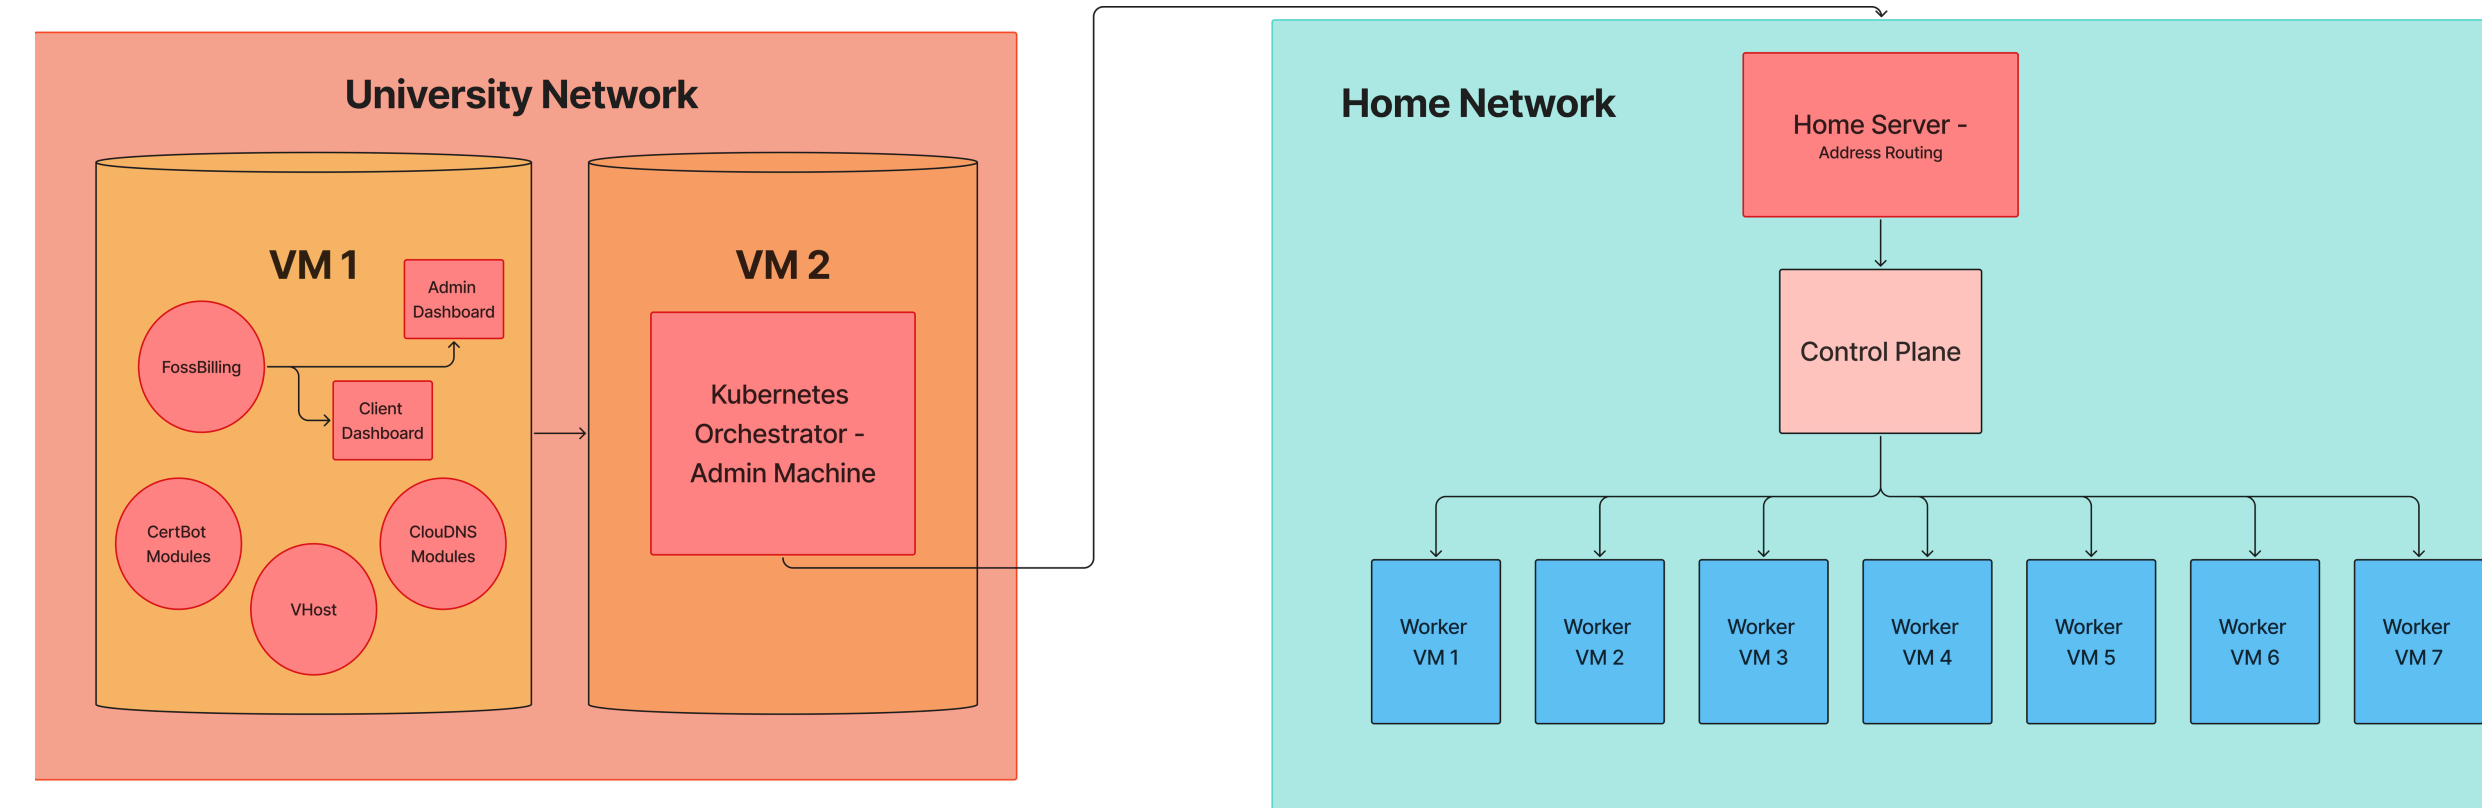 University Network
VM 1
Admin
Dashboard
FossBilling
Client
Dashboard
CertBot
Modules
ClouDNS
Modules
VHost
VM 2
Kubernetes
Orchestrator -
Admin Machine
Home Network
Home Server -
Address Routing
Control Plane
Worker
VM 1
Worker
VM 2
Worker
VM 3
Worker
VM 4
Worker
VM 5
Worker
VM 6
Worker
VM 7